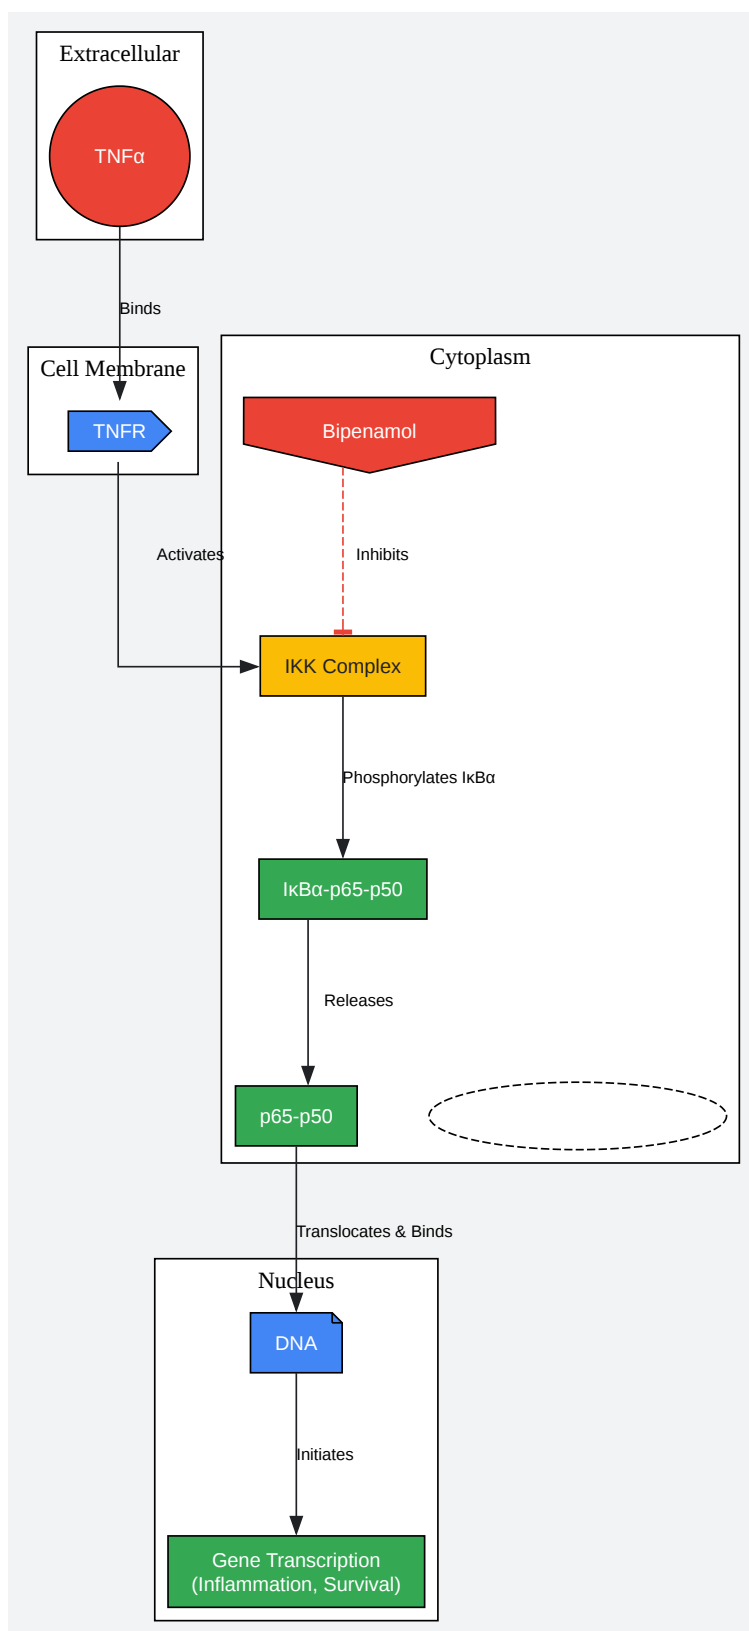 Extracellular
TNFα
Binds
Cell Membrane
TNFR
Cytoplasm
Bipenamol
Activates
Inhibits
IKK Complex
Phosphorylates IκBα
IκBα-p65-p50
Releases
p65-p50
Translocates & Binds
Nucleus
DNA
Initiates
Gene Transcription
(Inflammation, Survival)